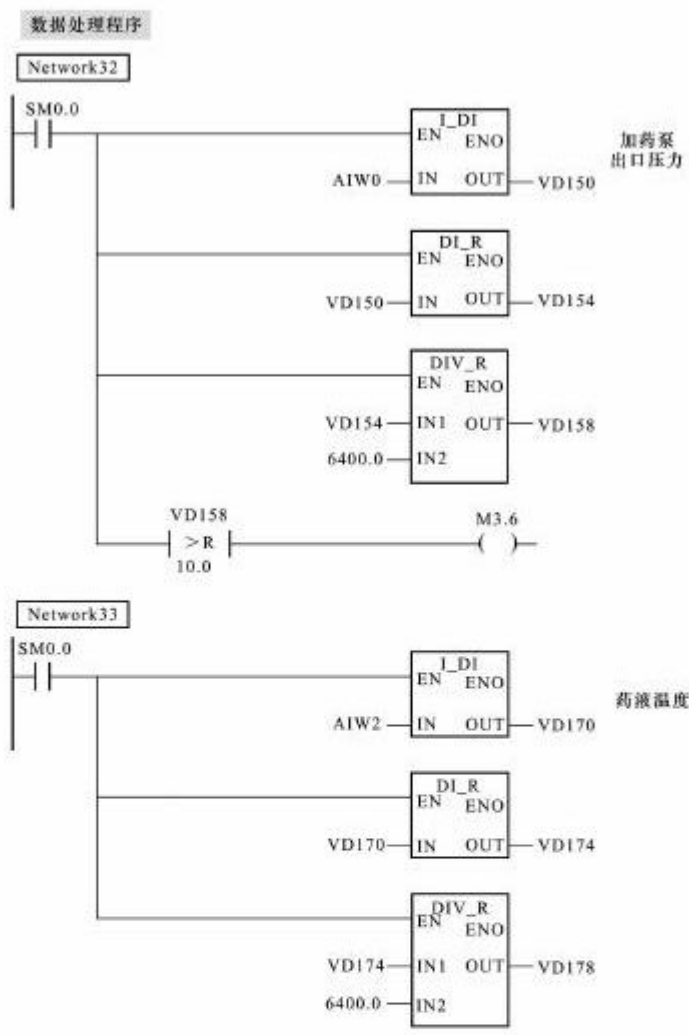 数据处理程序
Network32
SM0.0
I_DI
EN ENO
AIW0 IN OUT VD150
加药泵
出口压力
DI_R
EN ENO
VD150 IN OUT VD154
DIV_R
EN ENO
VD154 IN1 OUT VD158
6400.0 IN2
VD158
>R
10.0
M3.6
Network33
SM0.0
I_DI
EN ENO
AIW2 IN OUT VD170
药液温度
DI_R
EN ENO
VD170 IN OUT VD174
DIV_R
EN ENO
VD174 IN1 OUT VD178
6400.0 IN2